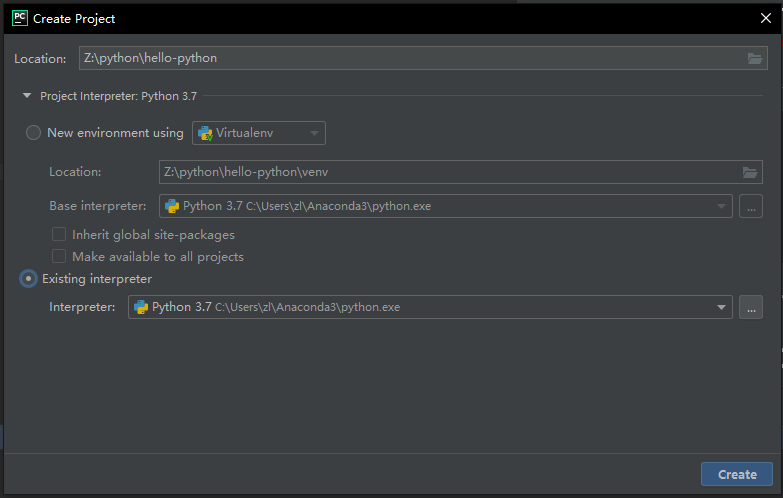 PC Create Project
Location: Z:\python\hello-python
Project Interpreter: Python 3.7
New environment using Virtualenv
Location: Z:\python\hello-python\venv
Base interpreter: Python 3.7 C:\Users\zl\Anaconda3\python.exe ...
Inherit global site-packages
Make available to all projects
Existing interpreter
Interpreter: Python 3.7 C:\Users\zl\Anaconda3\python.exe ...
Create